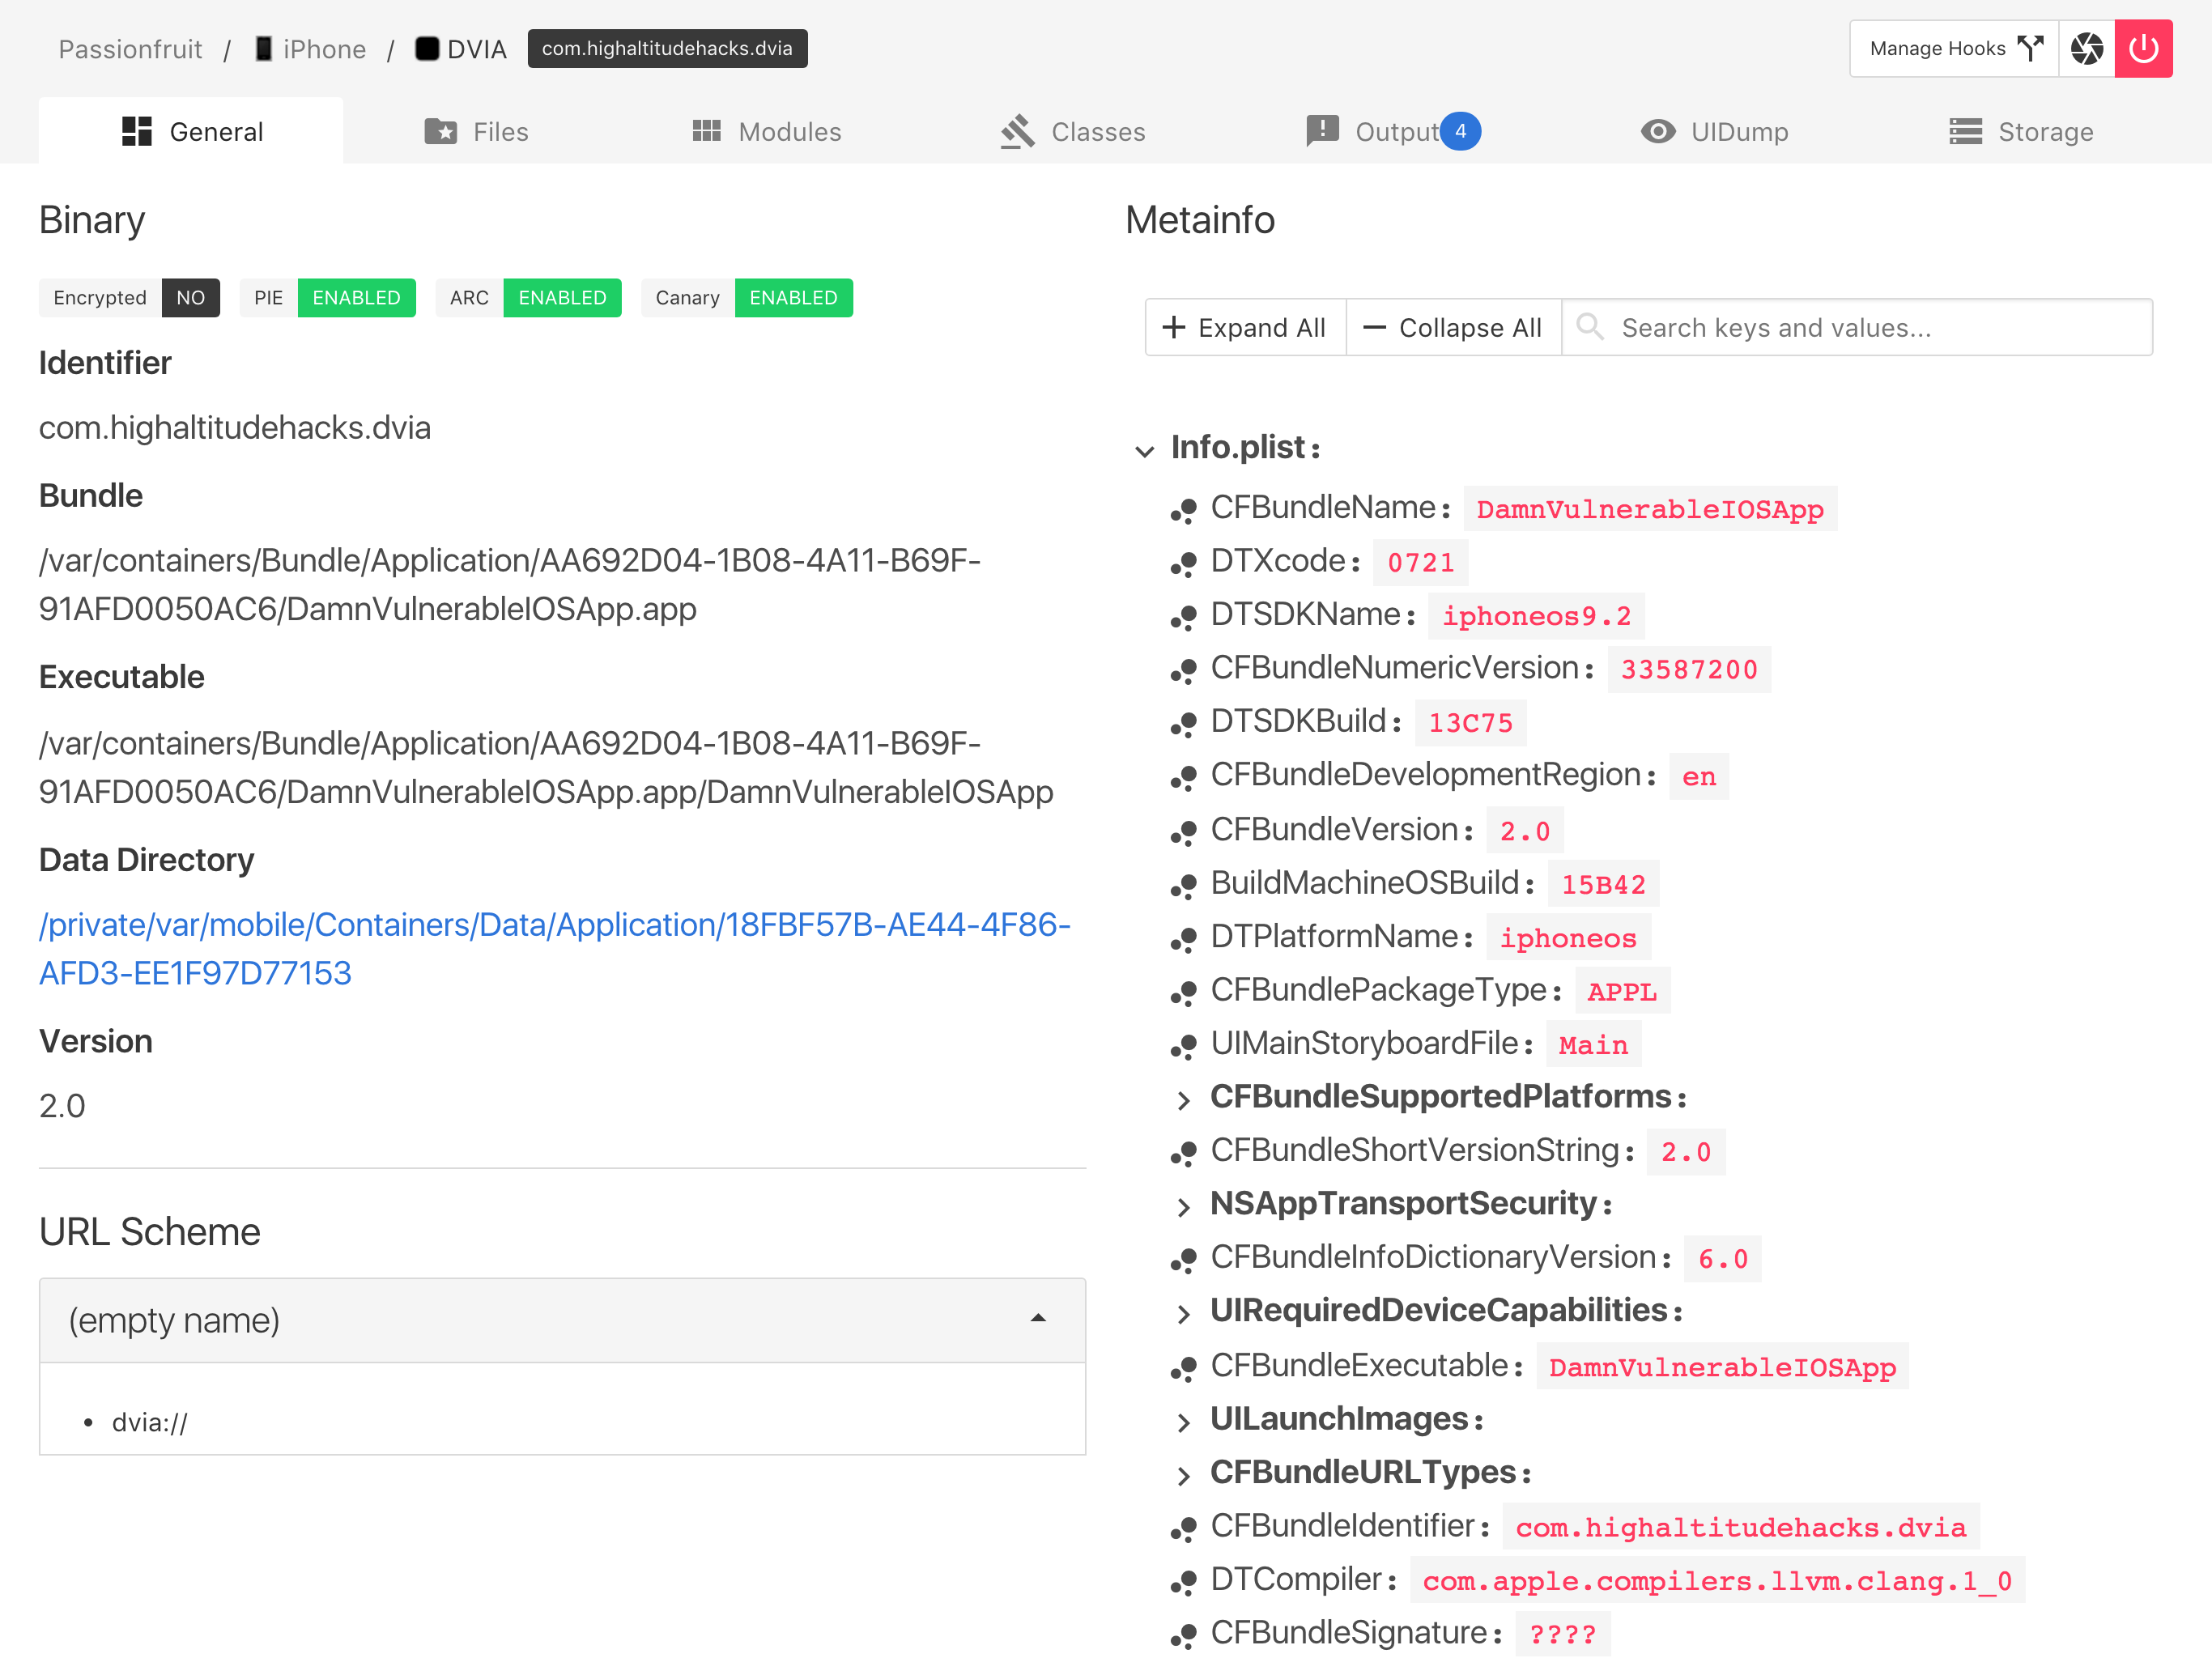 Passionfruit / iPhone / DVIA com.highaltitudehacks.dvia
Manage Hooks
General Files Modules Classes Output 4 UIDump Storage
Binary
Encrypted NO PIE ENABLED ARC ENABLED Canary ENABLED
Identifier
com.highaltitudehacks.dvia
Bundle
/var/containers/Bundle/Application/AA692D04-1B08-4A11-B69F-
91AFD0050AC6/DamnVulnerableIOSApp.app
Executable
/var/containers/Bundle/Application/AA692D04-1B08-4A11-B69F-
91AFD0050AC6/DamnVulnerableIOSApp.app/DamnVulnerableIOSApp
Data Directory
/private/var/mobile/Containers/Data/Application/18FBF57B-AE44-4F86-
AFD3-EE1F97D77153
Version
2.0
URL Scheme
(empty name)
• dvia://
Metainfo
Expand All Collapse All Search keys and values...
Info.plist:
CFBundleName: DamnVulnerableIOSApp
DTXcode: 0721
DTSDKName: iphoneos9.2
CFBundleNumericVersion: 33587200
DTSDKBuild: 13C75
CFBundleDevelopmentRegion: en
CFBundleVersion: 2.0
BuildMachineOSBuild: 15B42
DTPlatformName: iphoneos
CFBundlePackageType: APPL
UIMainStoryboardFile: Main
CFBundleSupportedPlatforms:
CFBundleShortVersionString: 2.0
NSAppTransportSecurity:
CFBundleInfoDictionaryVersion: 6.0
UIRequiredDeviceCapabilities:
CFBundleExecutable: DamnVulnerableIOSApp
UILaunchImages:
CFBundleURLTypes:
CFBundleIdentifier: com.highaltitudehacks.dvia
DTCompiler: com.apple.compilers.llvm.clang.1_0
CFBundleSignature: ????